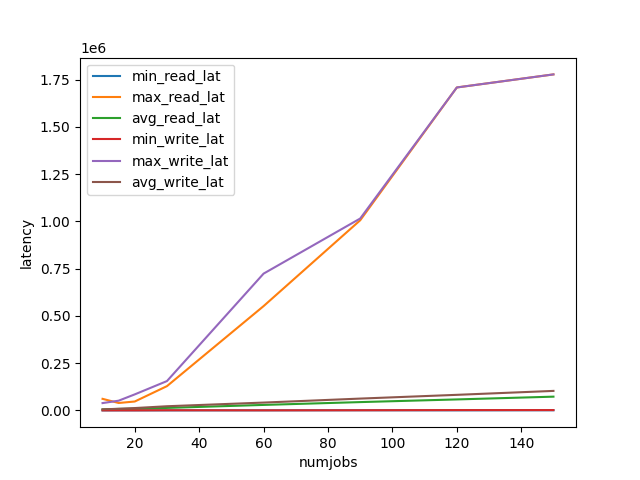 1e6
min_read_lat
max_read_lat
avg_read_lat
min_write_lat
max_write_lat
avg_write_lat
1.75
1.50
1.25
1.00
0.75
0.50
0.25
0.00
latency
20 40 60 80 100 120 140
numjobs